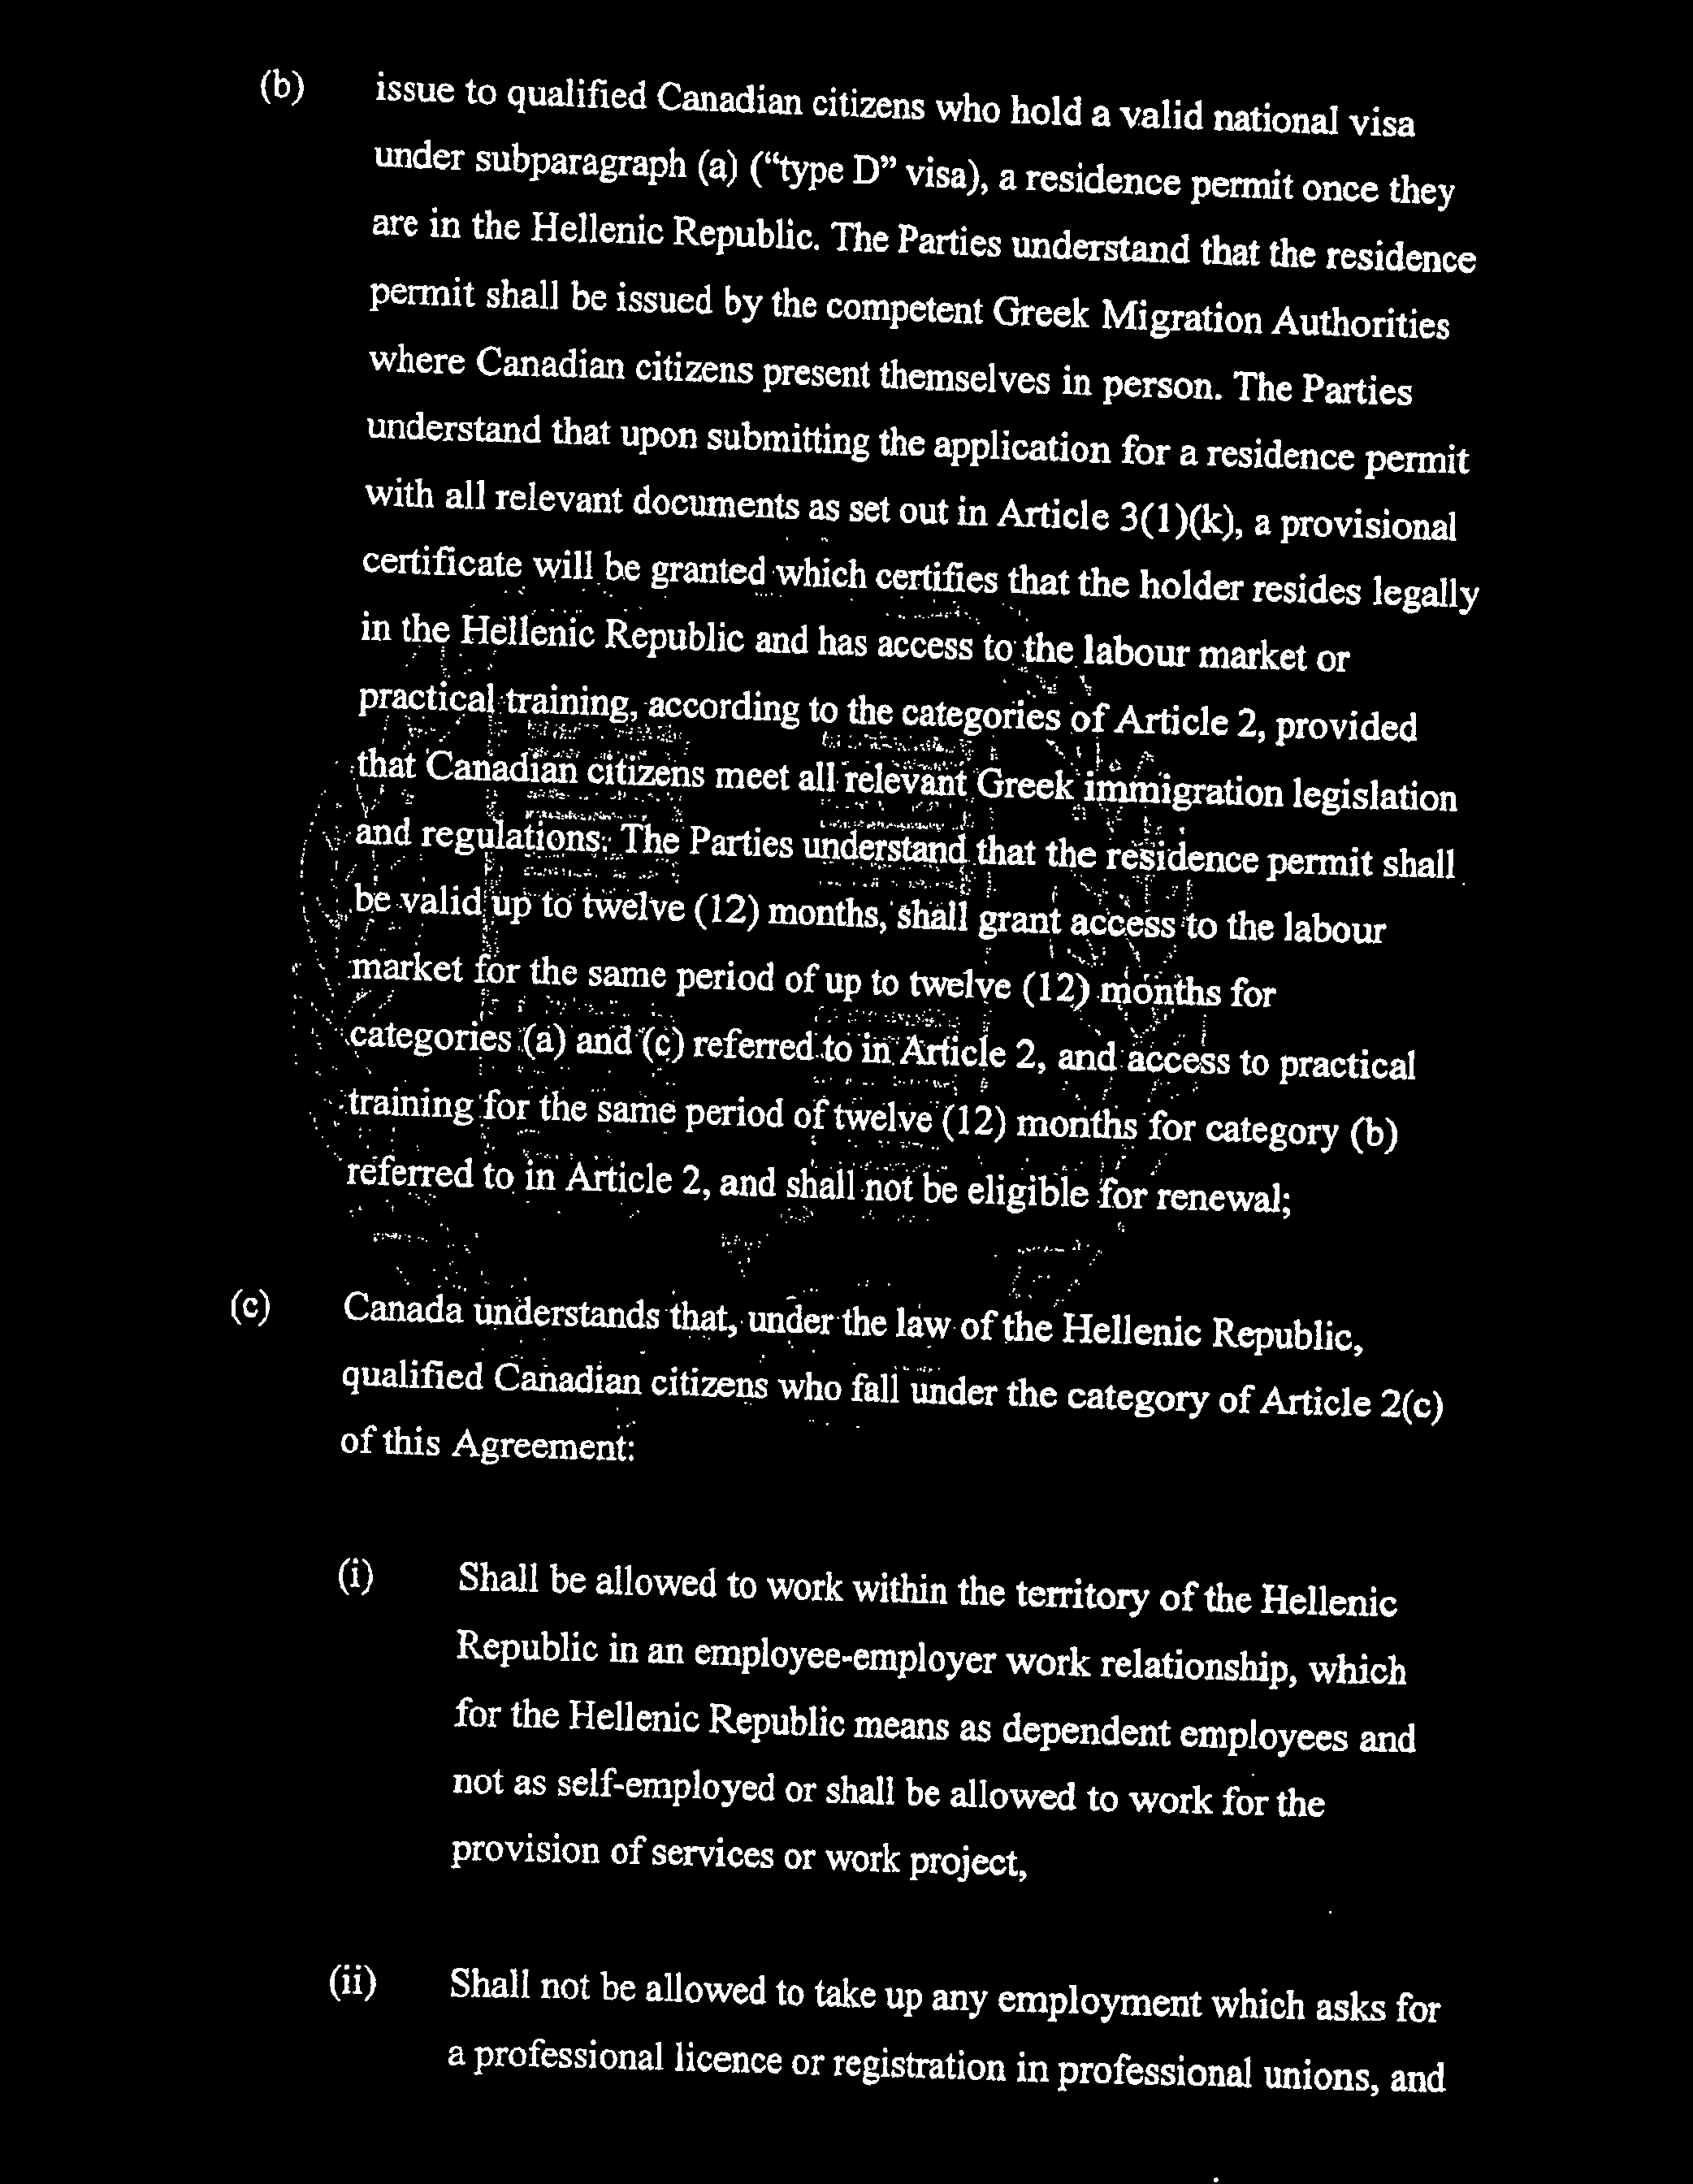 (b) issue to qualified Canadian citizens who hold a valid national visa
under subparagraph (a) (“type D” visa), a residence permit once they
are in the Hellenic Republic. The Parties understand that the residence
permit shall be issued by the competent Greek Migration Authorities
where Canadian citizens present themselves in person. The Parties
understand that upon submitting the application for a residence permit
with all relevant documents as set out in Article 3(1)(k), a provisional
certificate will be granted which certifies that the holder resides legally
in the Hellenic Republic and has access to the labour market or
practical training, according to the categories of Article 2, provided
that Canadian citizens meet all relevant Greek immigration legislation
and regulations. The Parties understand that the residence permit shall
be valid up to twelve (12) months, shall grant access to the labour
market for the same period of up to twelve (12) months for
categories (a) and (c) referred to in Article 2, and access to practical
training for the same period of twelve (12) months for category (b)
referred to in Article 2, and shall not be eligible for renewal;
(c) Canada understands that, under the law of the Hellenic Republic,
qualified Canadian citizens who fall under the category of Article 2(c)
of this Agreement:
(i) Shall be allowed to work within the territory of the Hellenic
Republic in an employee-employer work relationship, which
for the Hellenic Republic means as dependent employees and
not as self-employed or shall be allowed to work for the
provision of services or work project,
(ii) Shall not be allowed to take up any employment which asks for
a professional licence or registration in professional unions, and